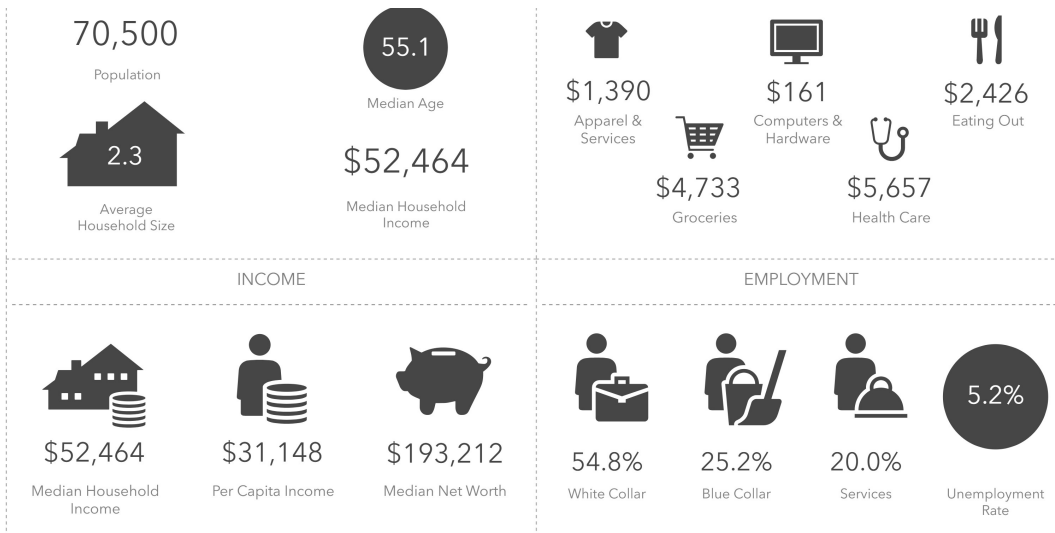 70,500
Population
55.1
Median Age
2.3
Average
Household Size
$52,464
Median Household
Income
$1,390
Apparel &
Services
$161
Computers &
Hardware
$2,426
Eating Out
$4,733
Groceries
$5,657
Health Care
INCOME
$52,464
Median Household
Income
$31,148
Per Capita Income
$193,212
Median Net Worth
EMPLOYMENT
54.8%
White Collar
25.2%
Blue Collar
20.0%
Services
5.2%
Unemployment
Rate